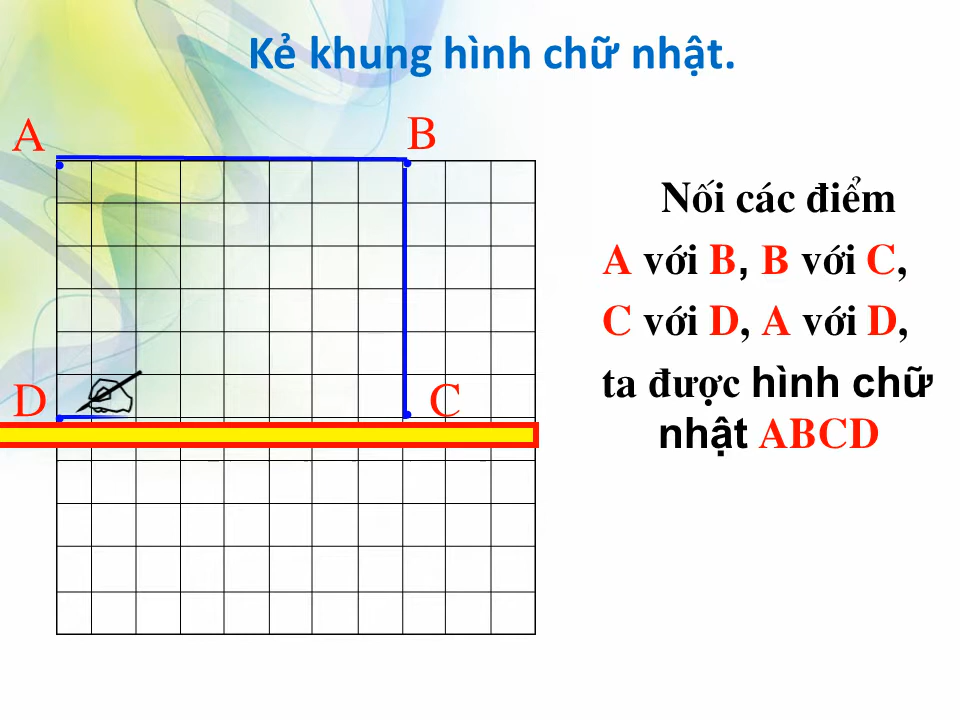 Kẻ khung hình chữ nhật.
A
B
Nối các điểm
A với B, B với C,
C với D, A với D,
ta được hình chữ
nhật ABCD
D
C